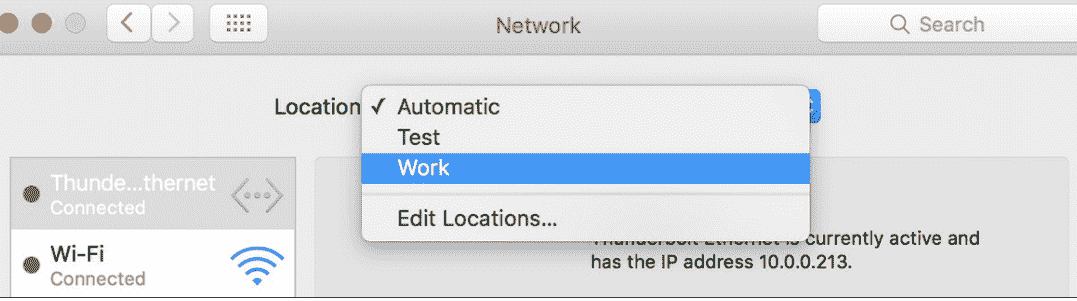 Network
Search
Location
✓ Automatic
Test
Work
Edit Locations...
Thunde...thernet
Connected
Wi-Fi
Connected
Thunderbolt Ethernet is currently active and
has the IP address 10.0.0.213.